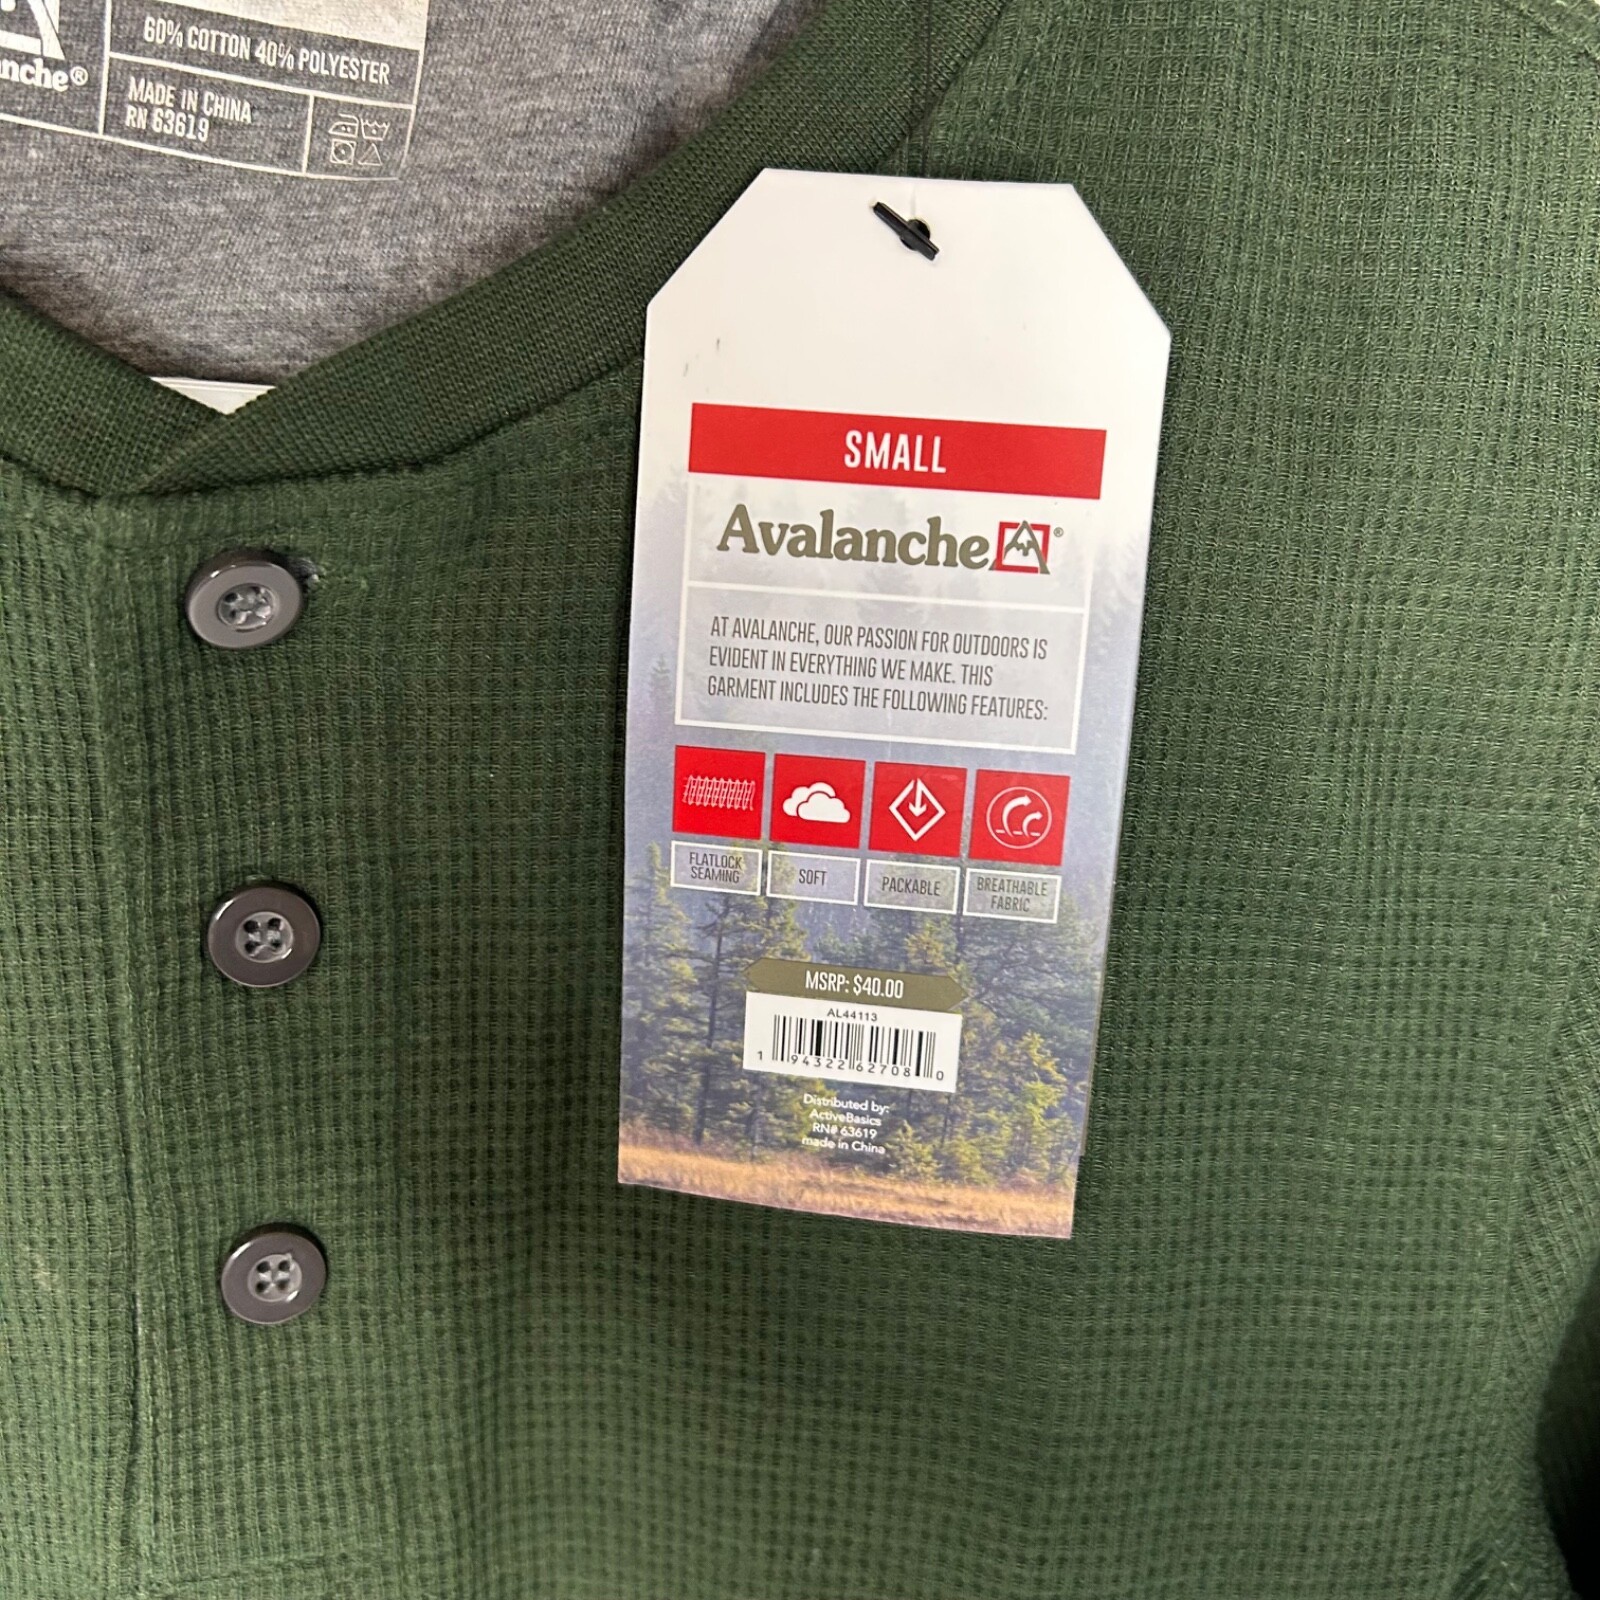 60% COTTON 40% POLYESTER
nche®
MADE IN CHINA
RN 63619
SMALL
Avalanche®
AT AVALANCHE, OUR PASSION FOR OUTDOORS IS
EVIDENT IN EVERYTHING WE MAKE. THIS
GARMENT INCLUDES THE FOLLOWING FEATURES:
FLATLOCK
SEAMING
SOFT
PACKABLE
BREATHABLE
FABRIC
MSRP: $40.00
AL44113
1 94322 62708 0
Distributed by:
ActiveBasics
RN# 63619
made in China